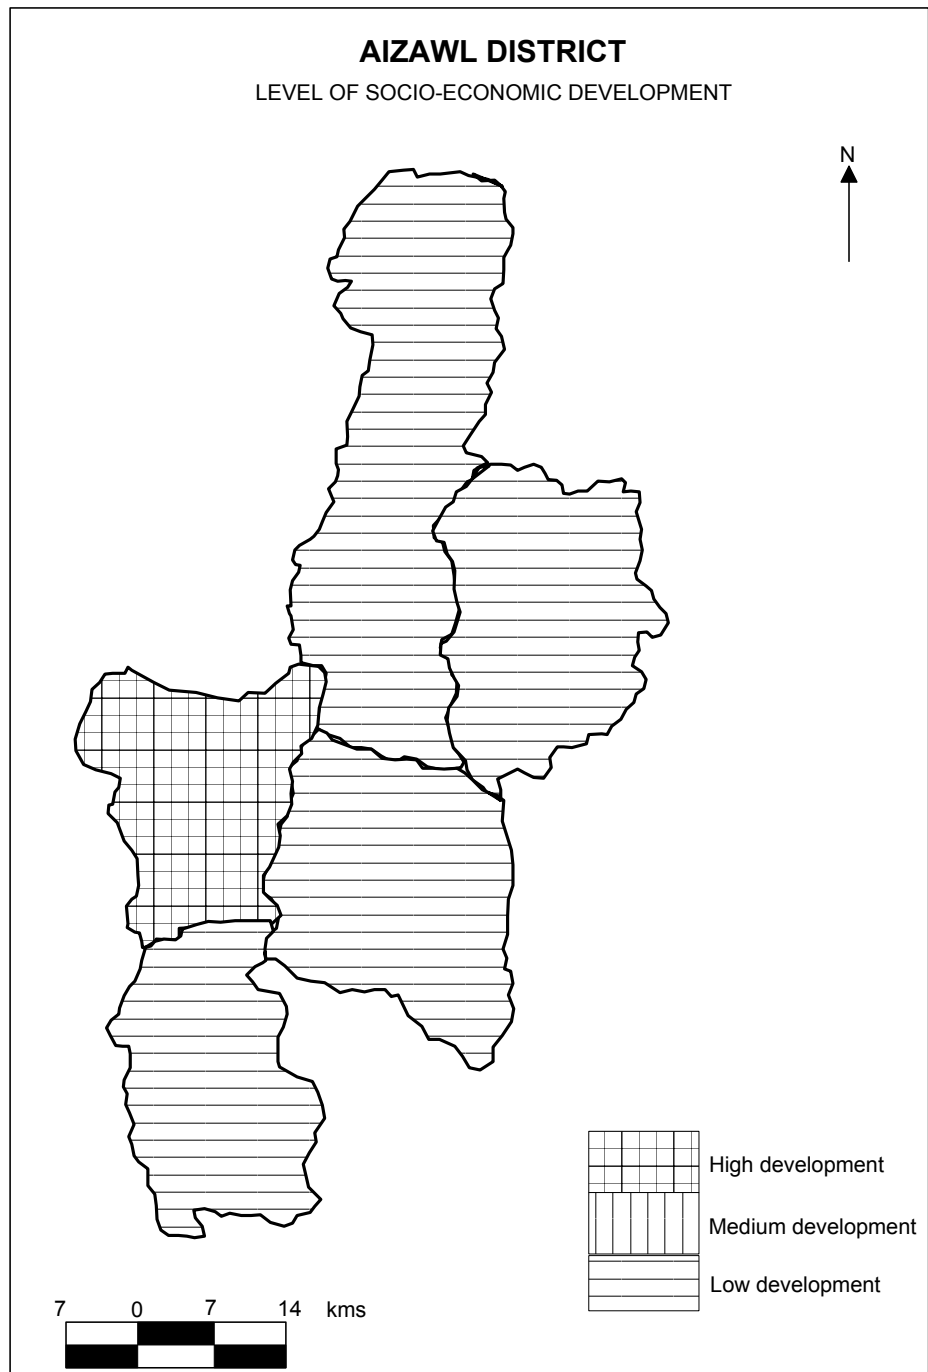 AIZAWL DISTRICT
LEVEL OF SOCIO-ECONOMIC DEVELOPMENT
N
High development
Medium development
Low development
7 0 7 14 kms